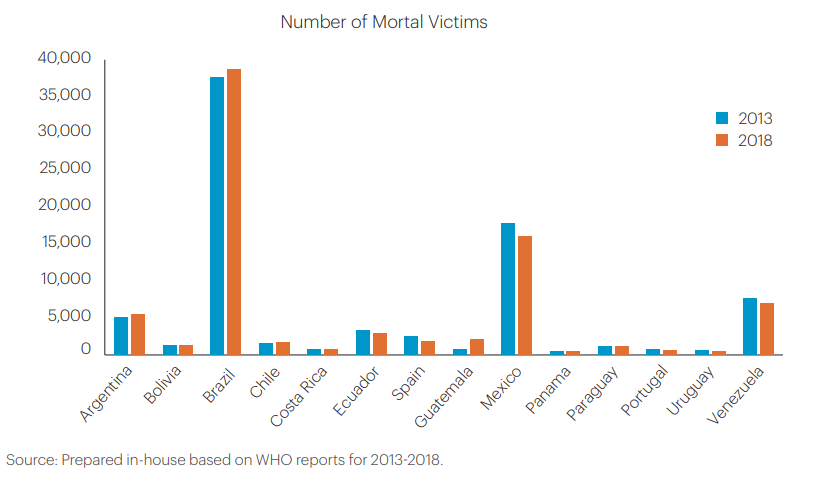 Number of Mortal Victims
40,000
35,000
30,000
25,000
20,000
15,000
10,000
5,000
0
2013
2018
Argentina
Bolivia
Brazil
Chile
Costa Rica
Ecuador
Spain
Guatemala
Mexico
Panama
Paraguay
Portugal
Uruguay
Venezuela
Source: Prepared in-house based on WHO reports for 2013-2018.